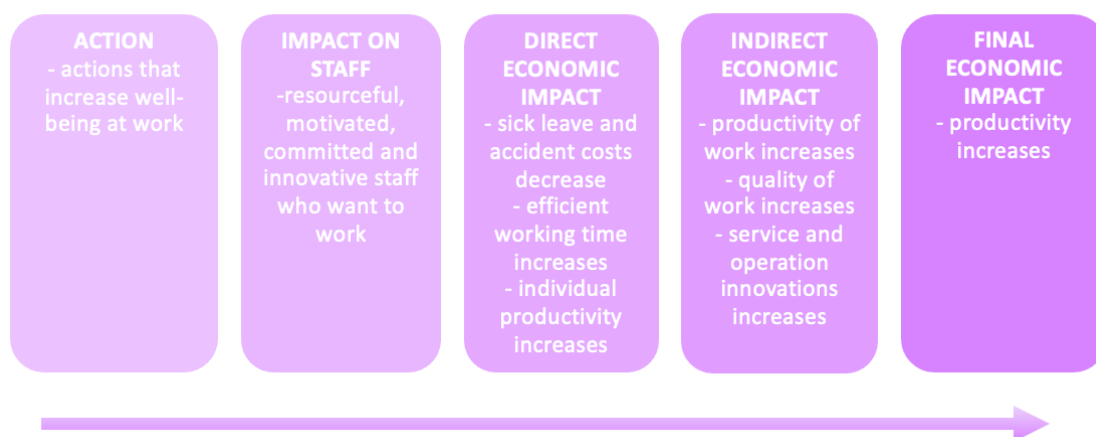 ACTION
- actions that
increase well-
being at work
IMPACT ON
STAFF
-resourceful,
motivated,
committed and
innovative staff
who want to
work
DIRECT
ECONOMIC
IMPACT
- sick leave and
accident costs
decrease
- efficient
working time
increases
- individual
productivity
increases
INDIRECT
ECONOMIC
IMPACT
- productivity of
work increases
- quality of
work increases
- service and
operation
innovations
increases
FINAL
ECONOMIC
IMPACT
- productivity
increases